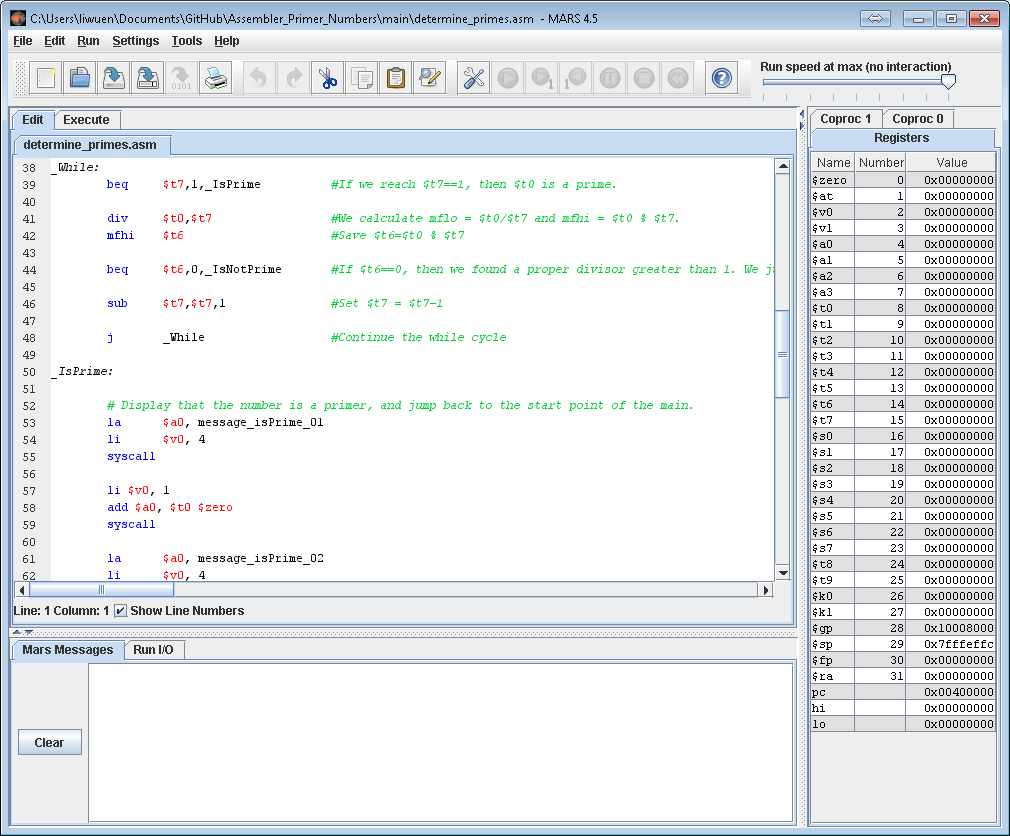 C:\Users\liwuen\Documents\GitHub\Assembler_Primer_Numbers\main\determine_primes.asm - MARS 4.5
File Edit Run Settings Tools Help
Run speed at max (no interaction)
Edit Execute
determine_primes.asm
38 _While:
39 beq $t7,1,_IsPrime #If we reach $t7==1, then $t0 is a prime.
40
41 div $t0,$t7 #We calculate mflo = $t0/$t7 and mfhi = $t0 % $t7.
42 mfhi $t6 #Save $t6=$t0 % $t7
43
44 beq $t6,0,_IsNotPrime #If $t6==0, then we found a proper divisor greater than 1. We j
45
46 sub $t7,$t7,1 #Set $t7 = $t7-1
47
48 j _While #Continue the while cycle
49
50 _IsPrime:
51
52 # Display that the number is a primer, and jump back to the start point of the main.
53 la $a0, message_isPrime_01
54 li $v0, 4
55 syscall
56
57 li $v0, 1
58 add $a0, $t0 $zero
59 syscall
60
61 la $a0, message_isPrime_02
62 li $v0, 4
Line: 1 Column: 1 Show Line Numbers
Mars Messages Run I/O
Clear
Coproc 1 Coproc 0
Registers
Name Number Value
$zero 0 0x00000000
$at 1 0x00000000
$v0 2 0x00000000
$v1 3 0x00000000
$a0 4 0x00000000
$a1 5 0x00000000
$a2 6 0x00000000
$a3 7 0x00000000
$t0 8 0x00000000
$t1 9 0x00000000
$t2 10 0x00000000
$t3 11 0x00000000
$t4 12 0x00000000
$t5 13 0x00000000
$t6 14 0x00000000
$t7 15 0x00000000
$s0 16 0x00000000
$s1 17 0x00000000
$s2 18 0x00000000
$s3 19 0x00000000
$s4 20 0x00000000
$s5 21 0x00000000
$s6 22 0x00000000
$s7 23 0x00000000
$t8 24 0x00000000
$t9 25 0x00000000
$k0 26 0x00000000
$k1 27 0x00000000
$gp 28 0x10008000
$sp 29 0x7fffeffc
$fp 30 0x00000000
$ra 31 0x00000000
pc 0x00400000
hi 0x00000000
lo 0x00000000